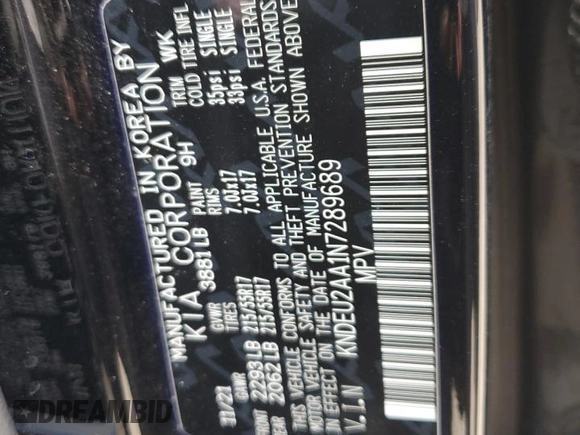 MANUFACTURED IN KOREA BY
KIA CORPORATION
GVWR 3881LB PAINT 9H TRIM WK
GAWR TIRES RIMS COLD TIRE INFL
2293LB 215/55R17 7.0Jx17 35psi SINGLE
2062LB 215/55R17 7.0Jx17 33psi SINGLE
THIS VEHICLE CONFORMS TO ALL APPLICABLE U.S.A. FEDERAL
MOTOR VEHICLE SAFETY AND THEFT PREVENTION STANDARDS
IN EFFECT ON THE DATE OF MANUFACTURE SHOWN ABOVE
V.I.N KNDEU2AA1N7289689
MPV
DREAMBID